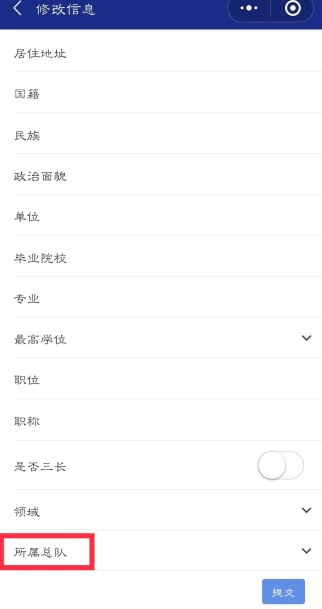 修改信息
居住地址
国籍
民族
政治面貌
单位
毕业院校
专业
最高学位
职位
职称
是否三长
领域
所属总队
提交